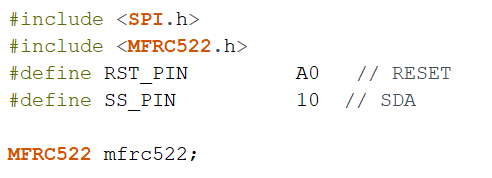 #include <SPI.h>
#include <MFRC522.h>
#define RST_PIN          A0   // RESET
#define SS_PIN          10  // SDA
MFRC522 mfrc522;